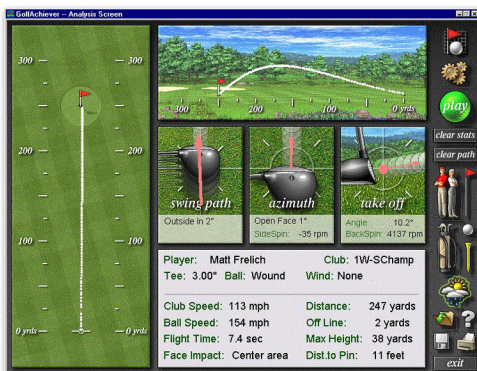 GolfAchiever -- Analysis Screen
300 300
200 200
100 100
0 yrds 0 yrds
300 200 100 0 yrds
play
clear stats
clear path
swing path
Outside In 2°
azimuth
Open Face 1°
SideSpin: -35 rpm
take off
Angle: 10.2°
BackSpin: 4137 rpm
Player: Matt Frelich Club: 1W-SChamp
Tee: 3.00" Ball: Wound Wind: None
Club Speed: 113 mph Distance: 247 yards
Ball Speed: 154 mph Off Line: 2 yards
Flight Time: 7.4 sec Max Height: 38 yards
Face Impact: Center area Dist.to Pin: 11 feet
?
exit